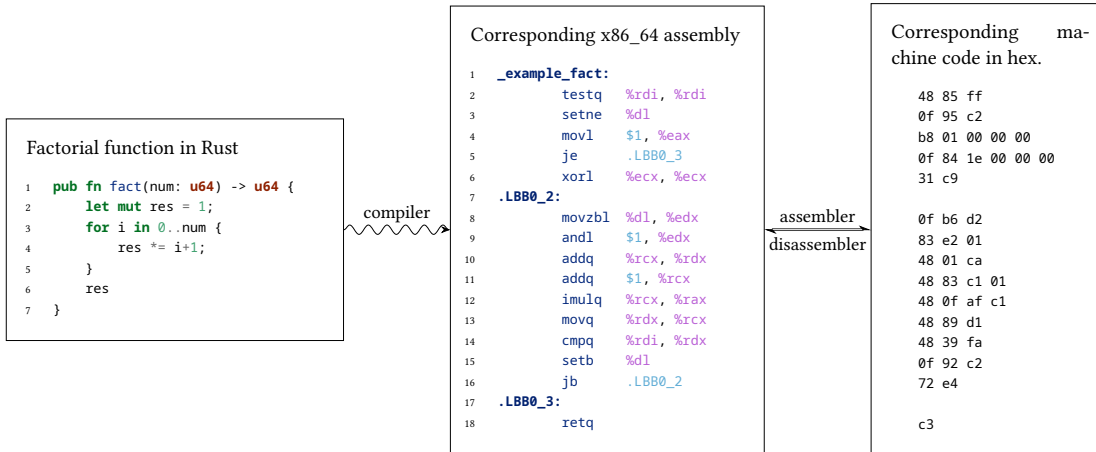 Factorial function in Rust
1 pub fn fact(num: u64) -> u64 {
2     let mut res = 1;
3     for i in 0..num {
4         res *= i+1;
5     }
6     res
7 }
compiler
Corresponding x86_64 assembly
1 _example_fact:
2         testq   %rdi, %rdi
3         setne   %dl
4         movl    $1, %eax
5         je      .LBB0_3
6         xorl    %ecx, %ecx
7 .LBB0_2:
8         movzbl  %dl, %edx
9         andl    $1, %edx
10         addq    %rcx, %rdx
11         addq    $1, %rcx
12         imulq   %rcx, %rax
13         movq    %rdx, %rcx
14         cmpq    %rdi, %rdx
15         setb    %dl
16         jb      .LBB0_2
17 .LBB0_3:
18         retq
assembler
disassembler
Corresponding ma-
chine code in hex.
48 85 ff
0f 95 c2
b8 01 00 00 00
0f 84 1e 00 00 00
31 c9
0f b6 d2
83 e2 01
48 01 ca
48 83 c1 01
48 0f af c1
48 89 d1
48 39 fa
0f 92 c2
72 e4
c3